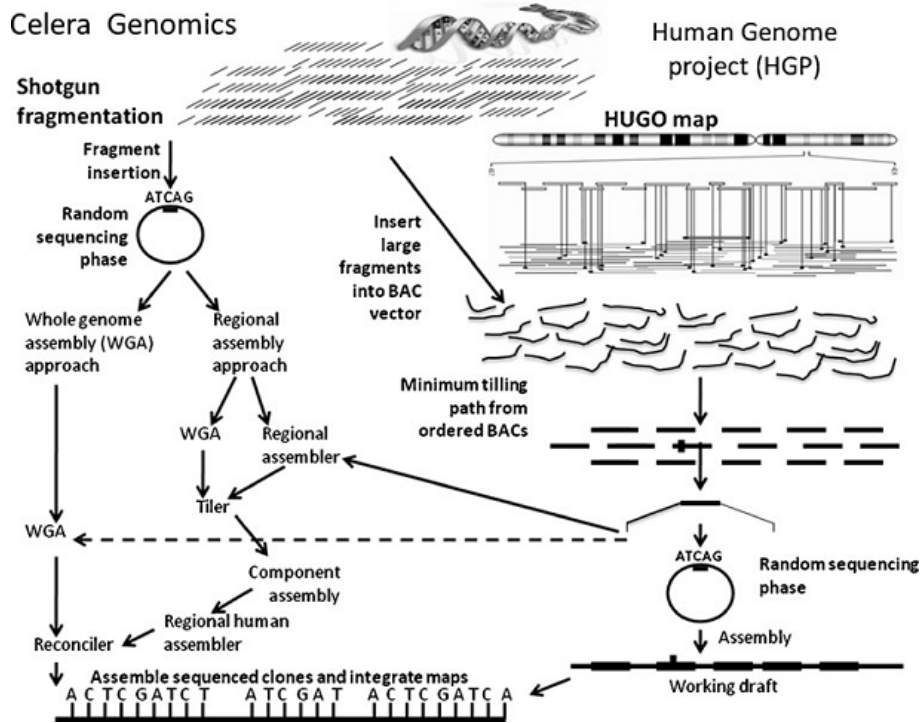 Celera Genomics
Human Genome
project (HGP)
Shotgun
fragmentation
HUGO map
Fragment
insertion
ATCAG
Random
sequencing
phase
Insert
large
fragments
into BAC
vector
Whole genome
assembly (WGA)
approach
Regional
assembly
approach
Minimum tilling
path from
ordered BACs
WGA
Regional
assembler
Tiler
WGA
ATCAG
Random sequencing
phase
Component
assembly
Regional human
assembler
Assembly
Reconciler
Assemble sequenced clones and integrate maps
Working draft
A C T C G A T C T A T C G A T A C T C G A T C A